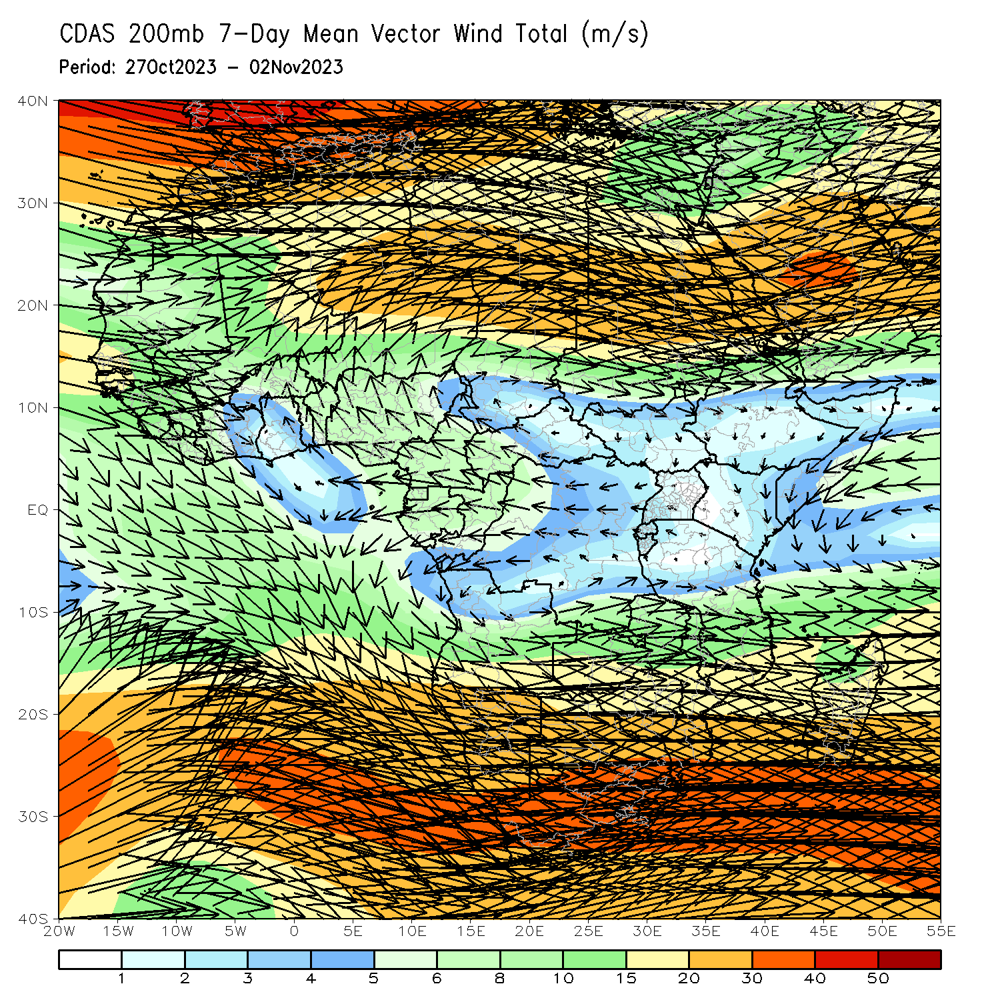 CDAS 200mb 7-Day Mean Vector Wind Total (m/s)
Period: 27Oct2023 - 02Nov2023
40N
30N
20N
10N
EQ
10S
20S
30S
40S
20W 15W 10W 5W 0 5E 10E 15E 20E 25E 30E 35E 40E 45E 50E 55E
1 2 3 4 5 6 8 10 15 20 30 40 50